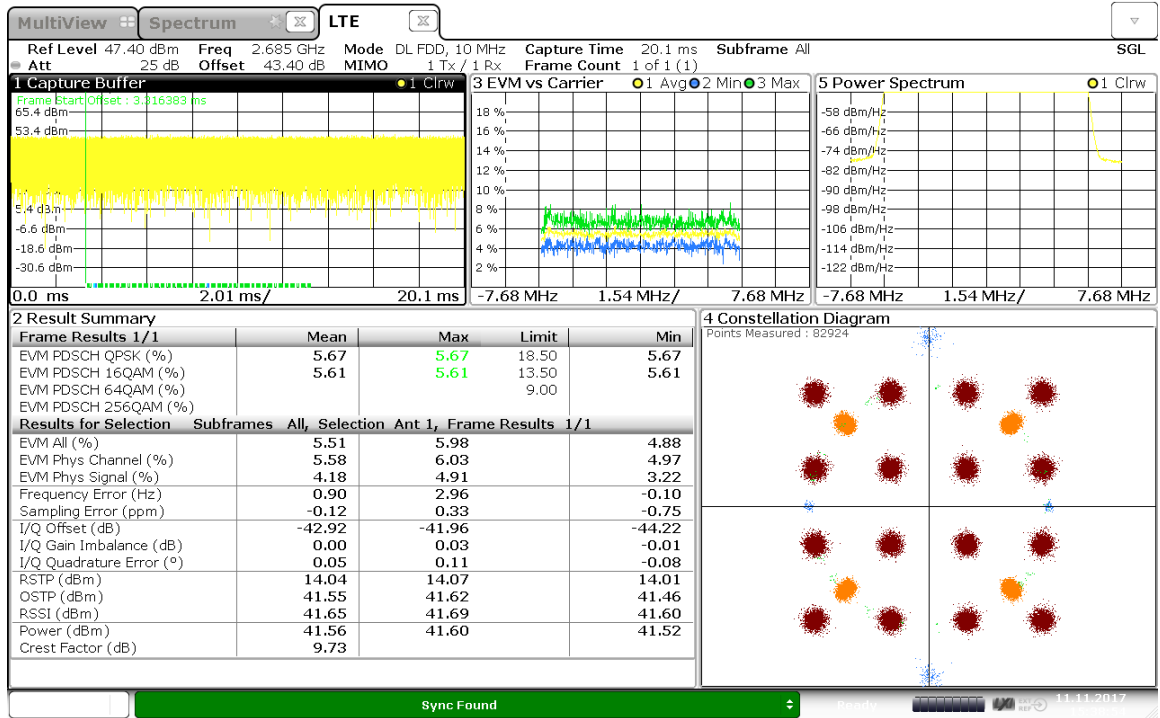 MultiView Spectrum LTE
Ref Level 47.40 dBm Freq 2.685 GHz Mode DL FDD, 10 MHz Capture Time 20.1 ms Subframe All SGL
Att 25 dB Offset 43.40 dB MIMO 1 Tx / 1 Rx Frame Count 1 of 1 (1)
1 Capture Buffer 1 Clrw
Frame Start Offset : 3.316383 ms
65.4 dBm
53.4 dBm
5.4 dBm
-6.6 dBm
-18.6 dBm
-30.6 dBm
0.0 ms 2.01 ms/ 20.1 ms
3 EVM vs Carrier 1 Avg 2 Min 3 Max
18 %
16 %
14 %
12 %
10 %
8 %
6 %
4 %
2 %
-7.68 MHz 1.54 MHz/ 7.68 MHz
5 Power Spectrum 1 Clrw
-58 dBm/Hz
-66 dBm/Hz
-74 dBm/Hz
-82 dBm/Hz
-90 dBm/Hz
-98 dBm/Hz
-106 dBm/Hz
-114 dBm/Hz
-122 dBm/Hz
-7.68 MHz 1.54 MHz/ 7.68 MHz
2 Result Summary
Frame Results 1/1 Mean Max Limit Min
EVM PDSCH QPSK (%) 5.67 5.67 18.50 5.67
EVM PDSCH 16QAM (%) 5.61 5.61 13.50 5.61
EVM PDSCH 64QAM (%) 9.00
EVM PDSCH 256QAM (%)
Results for Selection Subframes All, Selection Ant 1, Frame Results 1/1
EVM All (%) 5.51 5.98 4.88
EVM Phys Channel (%) 5.58 6.03 4.97
EVM Phys Signal (%) 4.18 4.91 3.22
Frequency Error (Hz) 0.90 2.96 -0.10
Sampling Error (ppm) -0.12 0.33 -0.75
I/Q Offset (dB) -42.92 -41.96 -44.22
I/Q Gain Imbalance (dB) 0.00 0.03 -0.01
I/Q Quadrature Error (°) 0.05 0.11 -0.08
RSTP (dBm) 14.04 14.07 14.01
OSTP (dBm) 41.55 41.62 41.46
RSSI (dBm) 41.65 41.69 41.60
Power (dBm) 41.56 41.60 41.52
Crest Factor (dB) 9.73
4 Constellation Diagram
Points Measured : 82924
Sync Found
Ready
LXI
EXT REF
11.11.2017